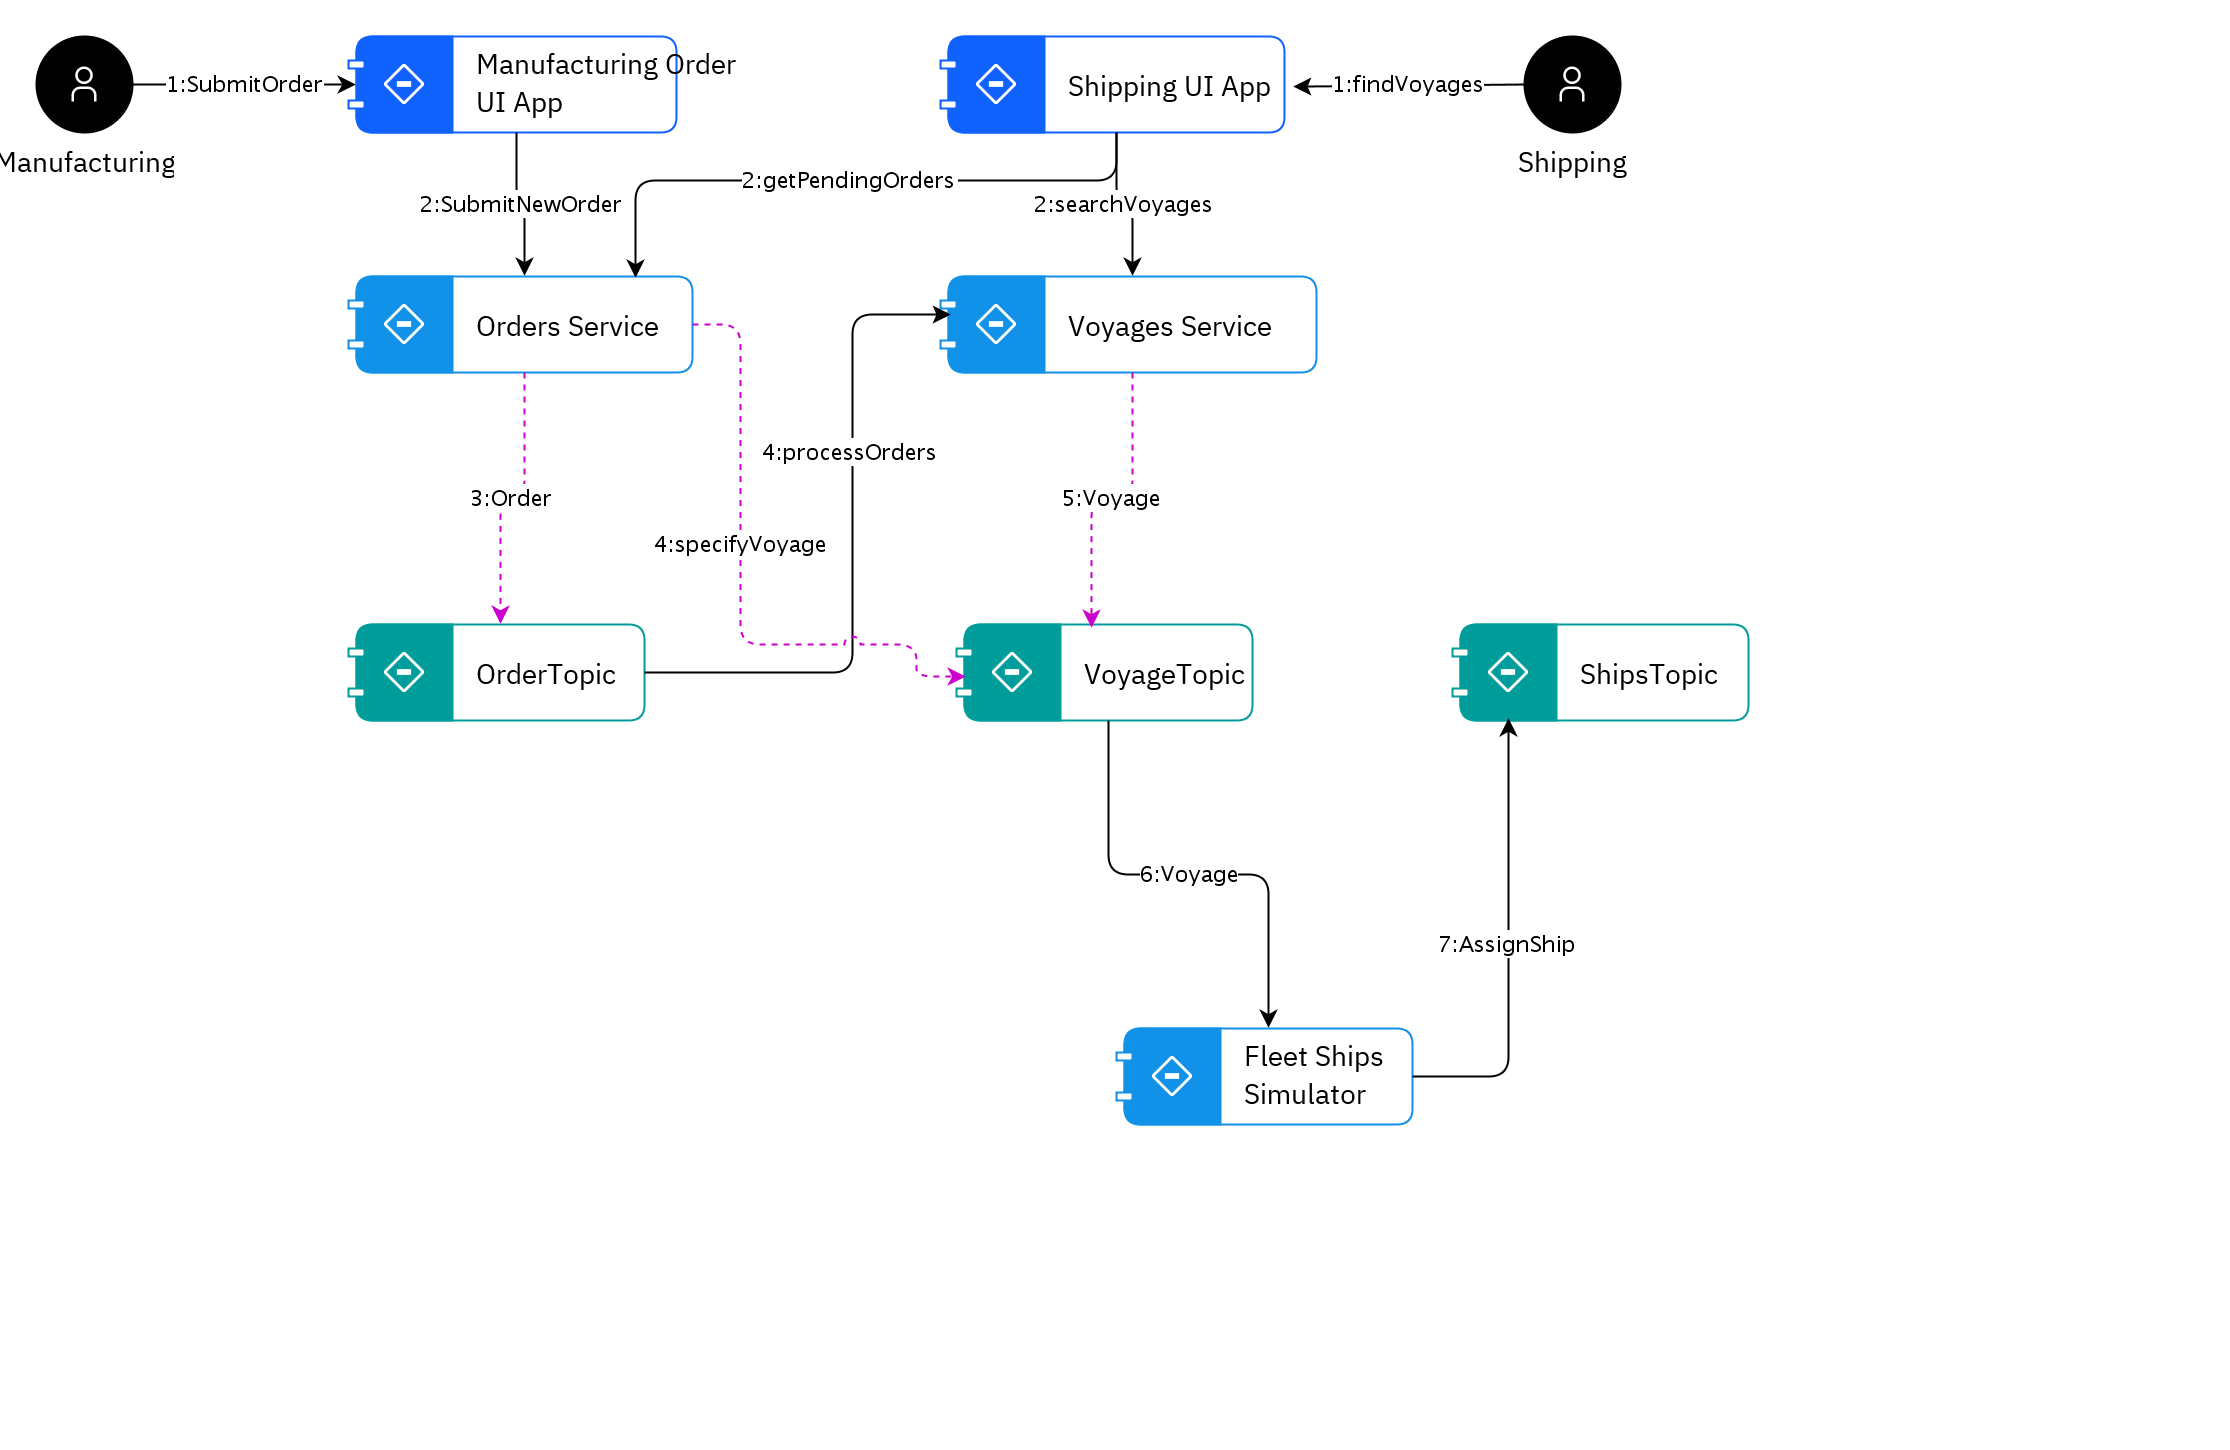 1:SubmitOrder
Manufacturing Order
UI App
Shipping UI App
1:findVoyages
Manufacturing
Shipping
2:getPendingOrders
2:SubmitNewOrder
2:searchVoyages
Orders Service
Voyages Service
4:processOrders
3:Order
5:Voyage
4:specifyVoyage
OrderTopic
VoyageTopic
ShipsTopic
6:Voyage
7:AssignShip
Fleet Ships
Simulator